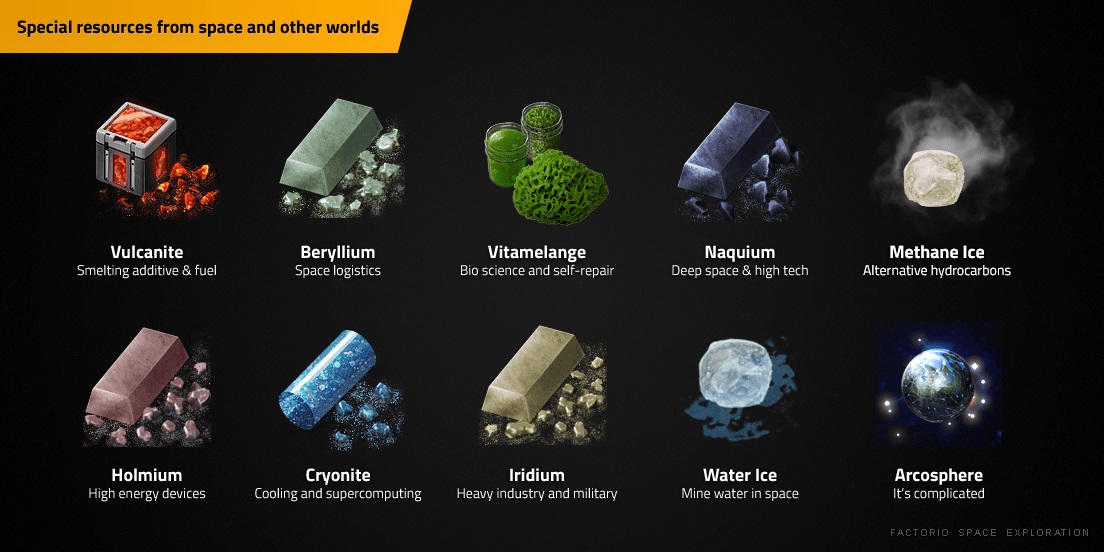 Special resources from space and other worlds
Vulcanite
Smelting additive & fuel
Beryllium
Space logistics
Vitamelange
Bio science and self-repair
Naquium
Deep space & high tech
Methane Ice
Alternative hydrocarbons
Holmium
High energy devices
Cryonite
Cooling and supercomputing
Iridium
Heavy industry and military
Water Ice
Mine water in space
Arcosphere
It's complicated
FACTORIO SPACE EXPLORATION